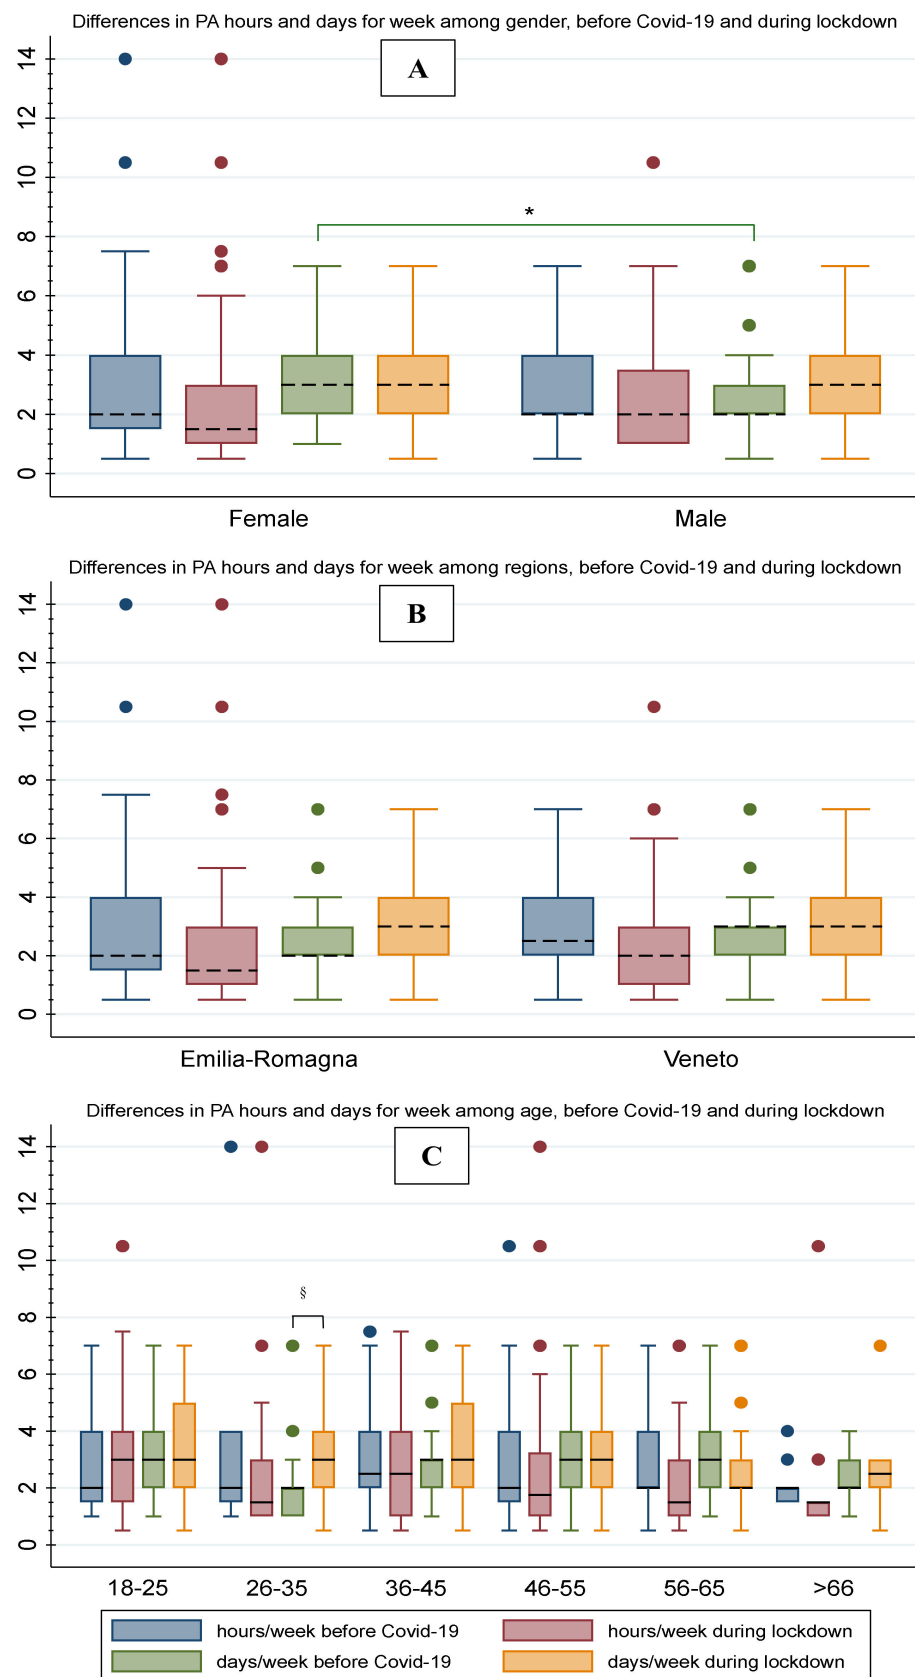 Differences in PA hours and days for week among gender, before Covid-19 and during lockdown
A
14
12
10
8
6
4
2
0
*
Female Male
Differences in PA hours and days for week among regions, before Covid-19 and during lockdown
B
14
12
10
8
6
4
2
0
Emilia-Romagna Veneto
Differences in PA hours and days for week among age, before Covid-19 and during lockdown
C
14
12
10
8
6
4
2
0
§
18-25 26-35 36-45 46-55 56-65 >66
hours/week before Covid-19 hours/week during lockdown
days/week before Covid-19 days/week during lockdown